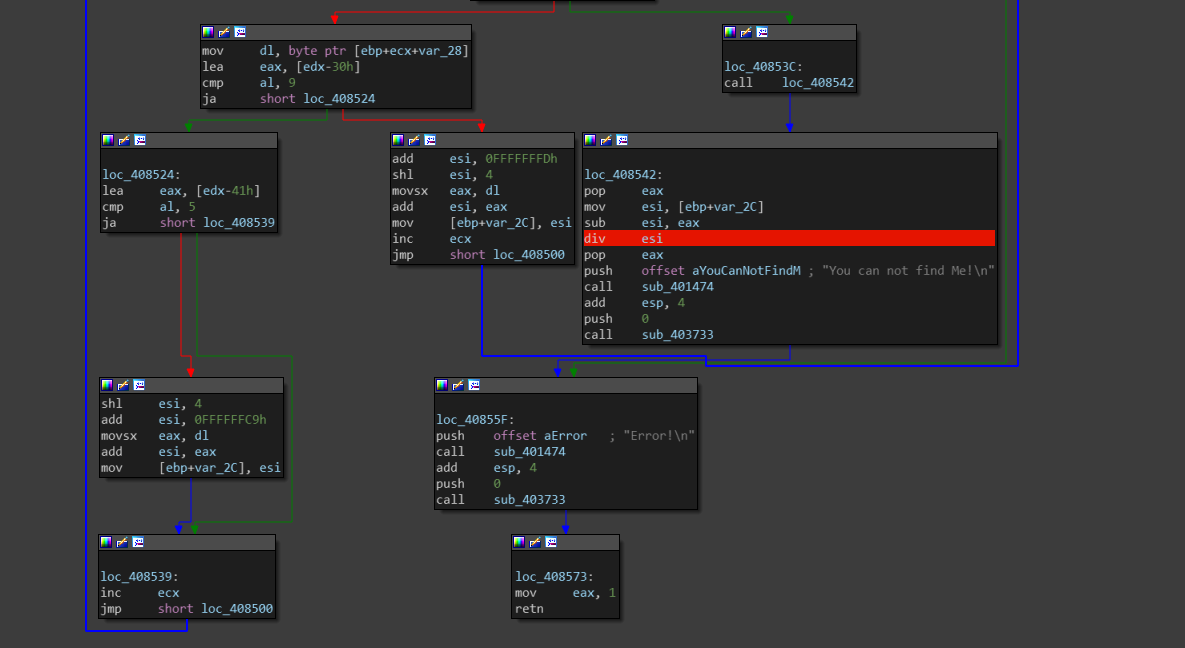 mov dl, byte ptr [ebp+ecx+var_28]
lea eax, [edx-30h]
cmp al, 9
ja short loc_408524
loc_40853C:
call loc_408542
loc_408524:
lea eax, [edx-41h]
cmp al, 5
ja short loc_408539
add esi, 0FFFFFFFDh
shl esi, 4
movsx eax, dl
add esi, eax
mov [ebp+var_2C], esi
inc ecx
jmp short loc_408500
loc_408542:
pop eax
mov esi, [ebp+var_2C]
sub esi, eax
div esi
pop eax
push offset aYouCanNotFindM ; "You can not find Me!\n"
call sub_401474
add esp, 4
push 0
call sub_403733
shl esi, 4
add esi, 0FFFFFFC9h
movsx eax, dl
add esi, eax
mov [ebp+var_2C], esi
loc_40855F:
push offset aError ; "Error!\n"
call sub_401474
add esp, 4
push 0
call sub_403733
loc_408539:
inc ecx
jmp short loc_408500
loc_408573:
mov eax, 1
retn